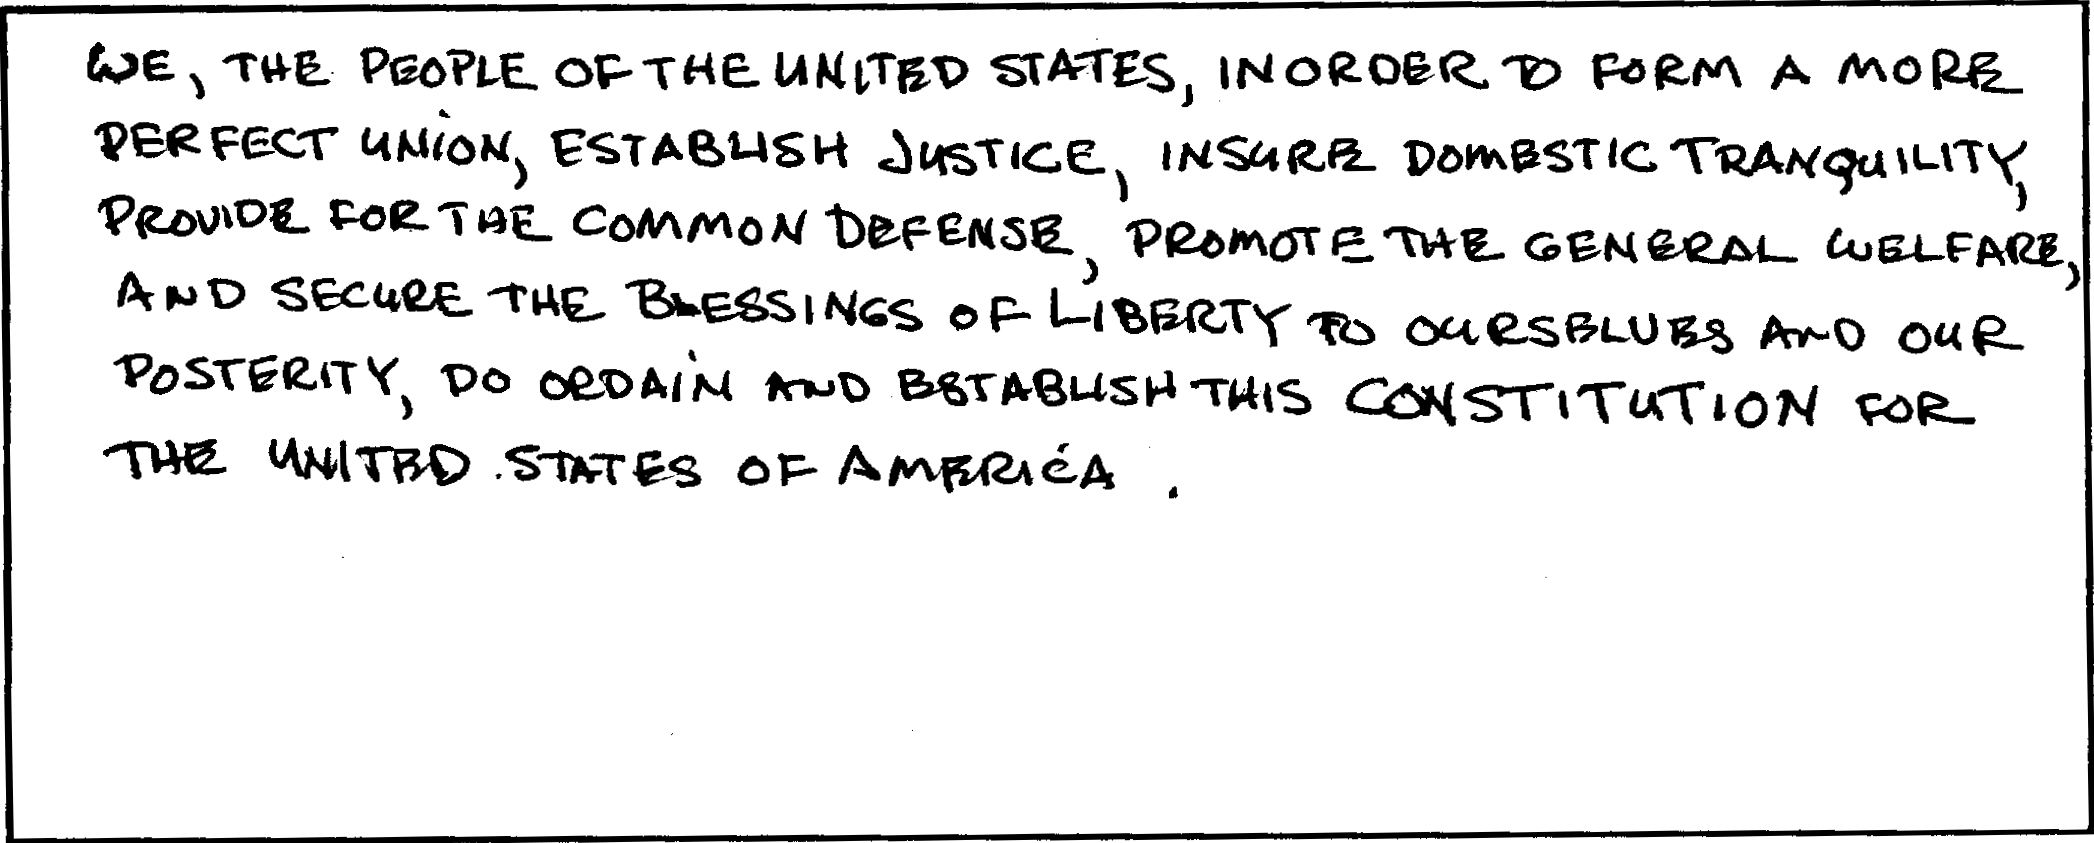 WE, THE PEOPLE OF THE UNITED STATES, IN ORDER TO FORM A MORE
PERFECT UNION, ESTABLISH JUSTICE, INSURE DOMESTIC TRANQUILITY,
PROVIDE FOR THE COMMON DEFENSE, PROMOTE THE GENERAL WELFARE,
AND SECURE THE BLESSINGS OF LIBERTY TO OURSELVES AND OUR
POSTERITY, DO ORDAIN AND ESTABLISH THIS CONSTITUTION FOR
THE UNITED STATES OF AMERICA.